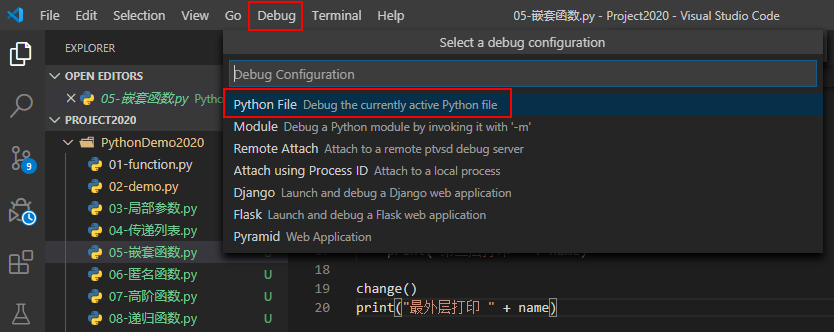 File Edit Selection View Go Debug Terminal Help 05-嵌套函数.py - Project2020 - Visual Studio Code
EXPLORER
Select a debug configuration
OPEN EDITORS
Debug Configuration
05-嵌套函数.py Pytho
Python File Debug the currently active Python file
PROJECT2020
Module Debug a Python module by invoking it with '-m'
PythonDemo2020
Remote Attach Attach to a remote ptvsd debug server
01-function.py
Attach using Process ID Attach to a local process
9
02-demo.py
Django Launch and debug a Django web application
03-局部参数.py
Flask Launch and debug a Flask web application
04-传递列表.py
Pyramid Web Application
05-嵌套函数.py U
06-匿名函数.py U 18
07-高阶函数.py U 19 change()
08-递归函数.py U 20 print("最外层打印 " + name)